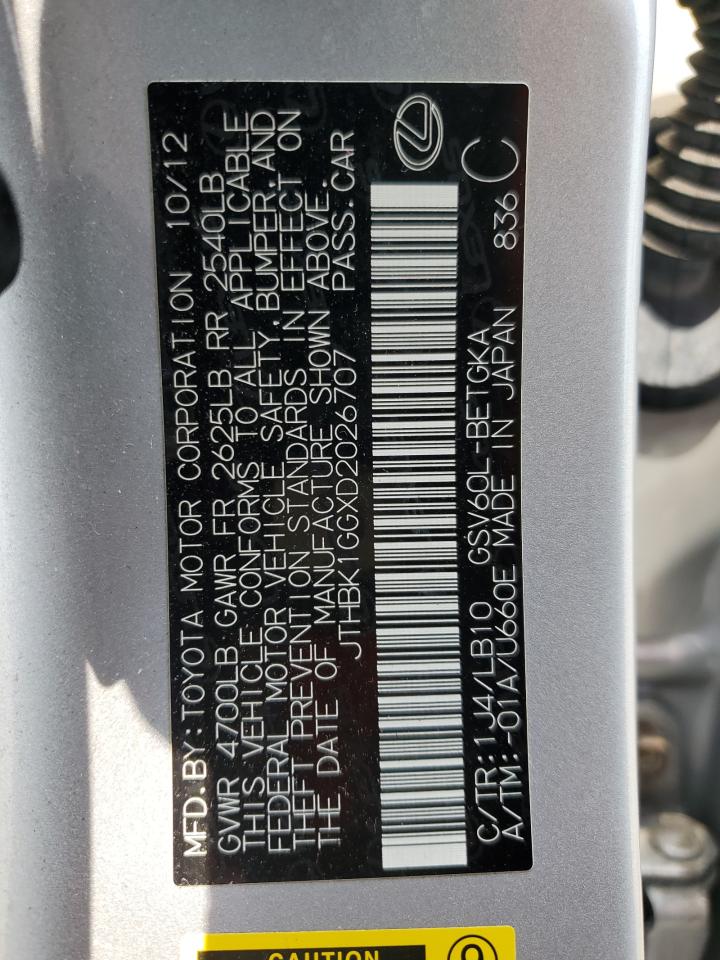 MFD.BY:TOYOTA MOTOR CORPORATION 10/12
GVWR 4700LB GAWR FR 2625LB RR 2540LB
THIS VEHICLE CONFORMS TO ALL APPLICABLE
FEDERAL MOTOR VEHICLE SAFETY, BUMPER, AND
THEFT PREVENTION STANDARDS IN EFFECT ON
THE DATE OF MANUFACTURE SHOWN ABOVE.
JTHBK1GGXD2026707 PASS.CAR
C/TR:1J4/LB10 GSV60L-BETGKA
A/TM:-01A/U660E MADE IN JAPAN 836 C
CAUTION